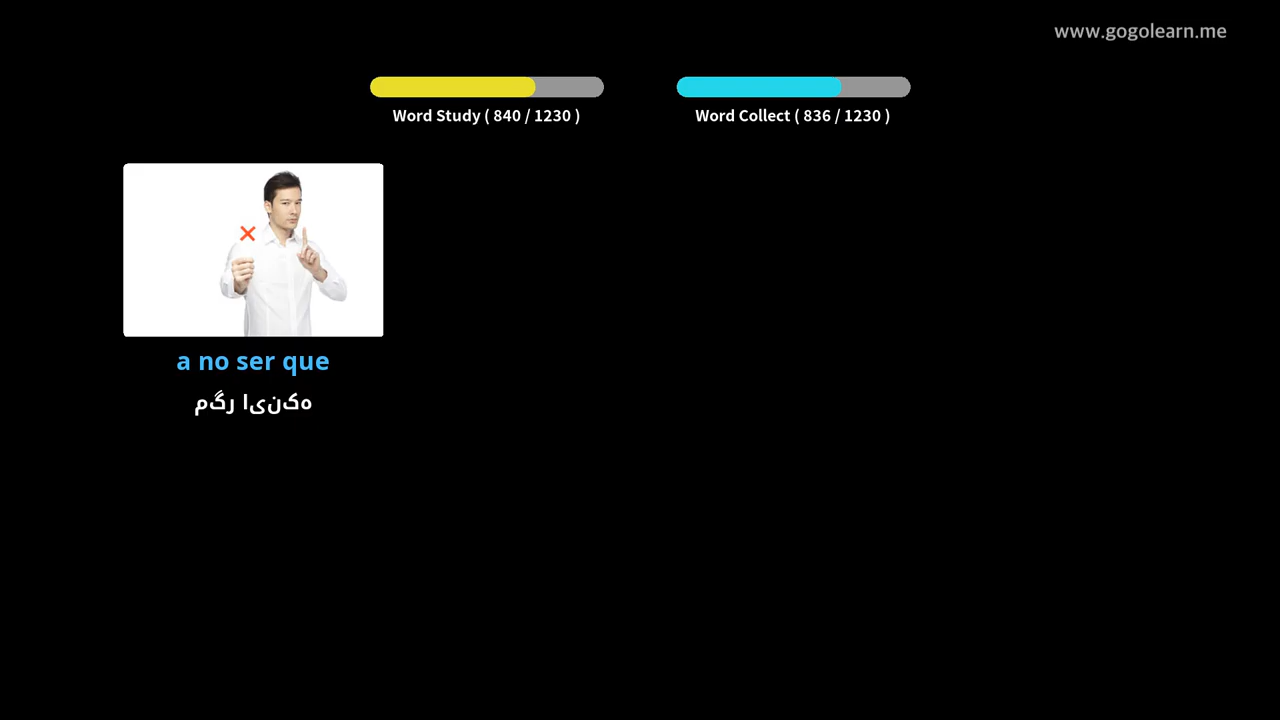 www.gogolearn.me
Word Study ( 840 / 1230 )
Word Collect ( 836 / 1230 )
a no ser que
مگر اینکه